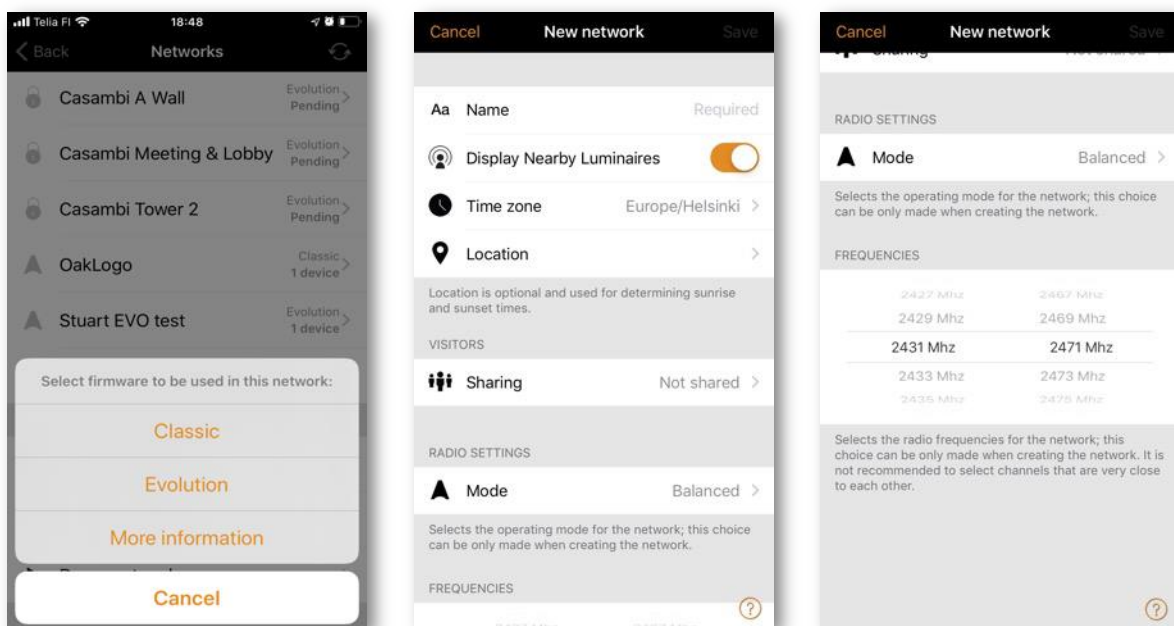 Telia FI
18:48
Back
Networks
Casambi A Wall
Evolution
Pending
Casambi Meeting & Lobby
Evolution
Pending
Casambi Tower 2
Evolution
Pending
OakLogo
Classic
1 device
Stuart EVO test
Evolution
1 device
Select firmware to be used in this network:
Classic
Evolution
More information
Cancel
Cancel
New network
Save
Aa
Name
Required
Display Nearby Luminaires
Time zone
Europe/Helsinki
Location
Location is optional and used for determining sunrise
and sunset times.
VISITORS
Sharing
Not shared
RADIO SETTINGS
Mode
Balanced
Selects the operating mode for the network; this choice
can be only made when creating the network.
FREQUENCIES
?
Cancel
New network
Save
Sharing
Not shared
RADIO SETTINGS
Mode
Balanced
Selects the operating mode for the network; this choice
can be only made when creating the network.
FREQUENCIES
2427 Mhz 2467 Mhz
2429 Mhz 2469 Mhz
2431 Mhz 2471 Mhz
2433 Mhz 2473 Mhz
2435 Mhz 2475 Mhz
Selects the radio frequencies for the network; this
choice can be only made when creating the network. It is
not recommended to select channels that are very close
to each other.
?